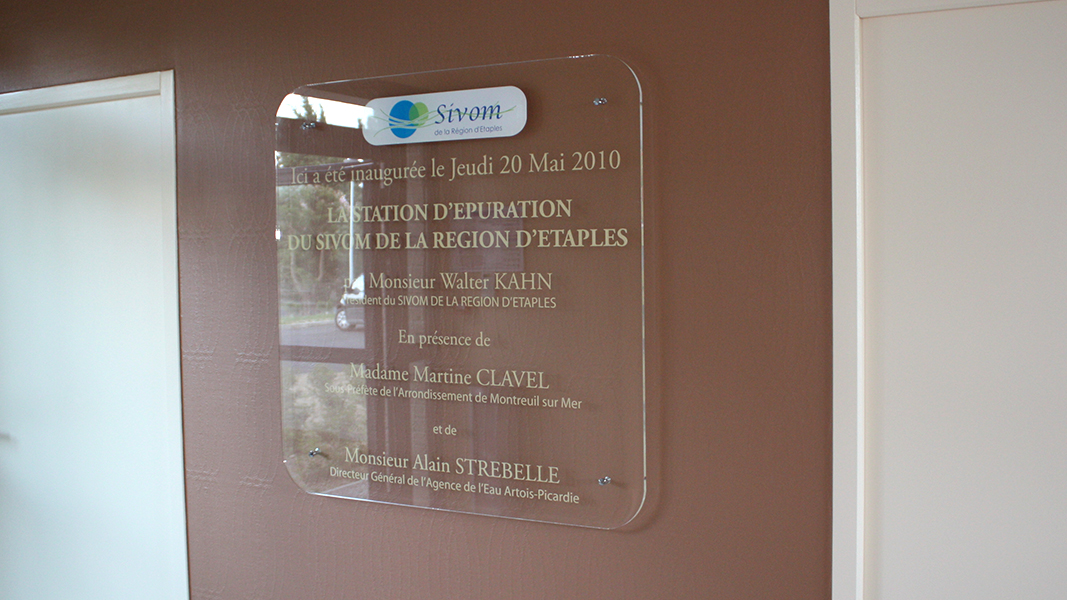 Sivom
de la Région d'Etaples
Ici a été inaugurée le Jeudi 20 Mai 2010
LA STATION D'EPURATION
DU SIVOM DE LA REGION D'ETAPLES
par Monsieur Walter KAHN
Président du SIVOM DE LA REGION D'ETAPLES
En présence de
Madame Martine CLAVEL
Sous-Préfète de l'Arrondissement de Montreuil sur Mer
et de
Monsieur Alain STREBELLE
Directeur Général de l'Agence de l'Eau Artois-Picardie